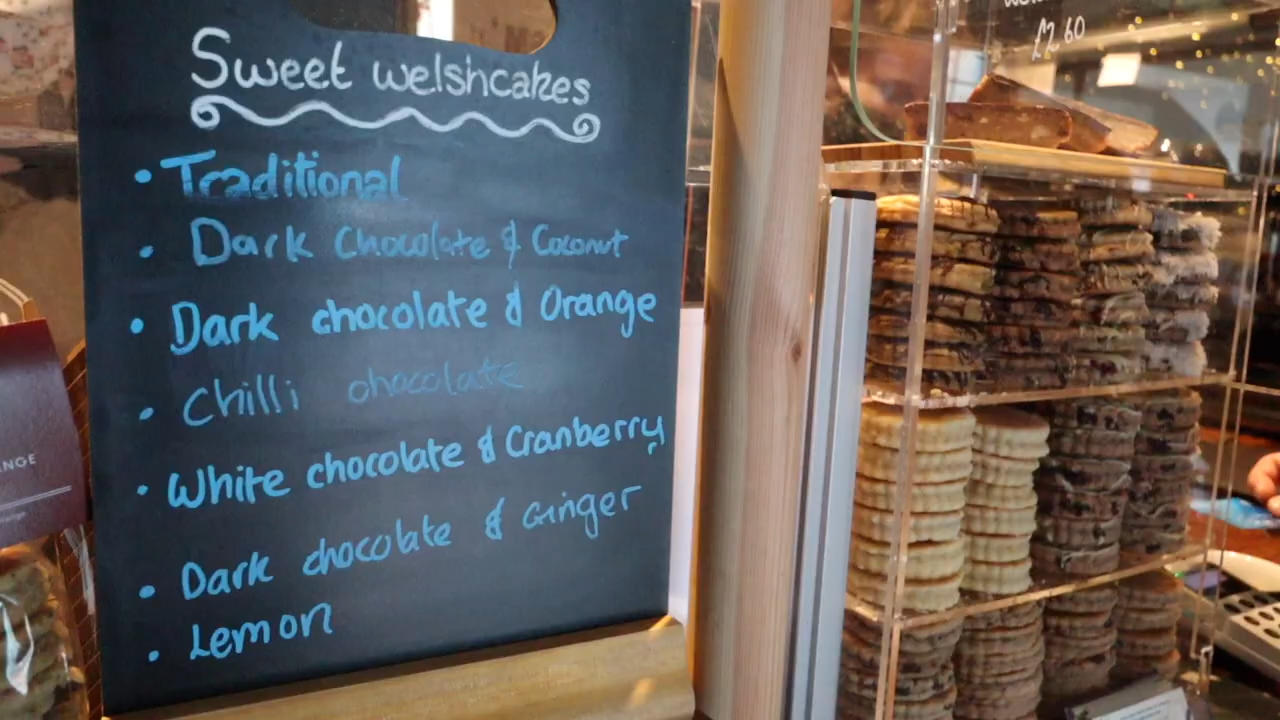 Sweet welshcakes
• Traditional
• Dark Chocolate & Coconut
• Dark chocolate & Orange
• Chilli chocolate
• White chocolate & Cranberry
• Dark chocolate & Ginger
• Lemon
£2.60
NGE